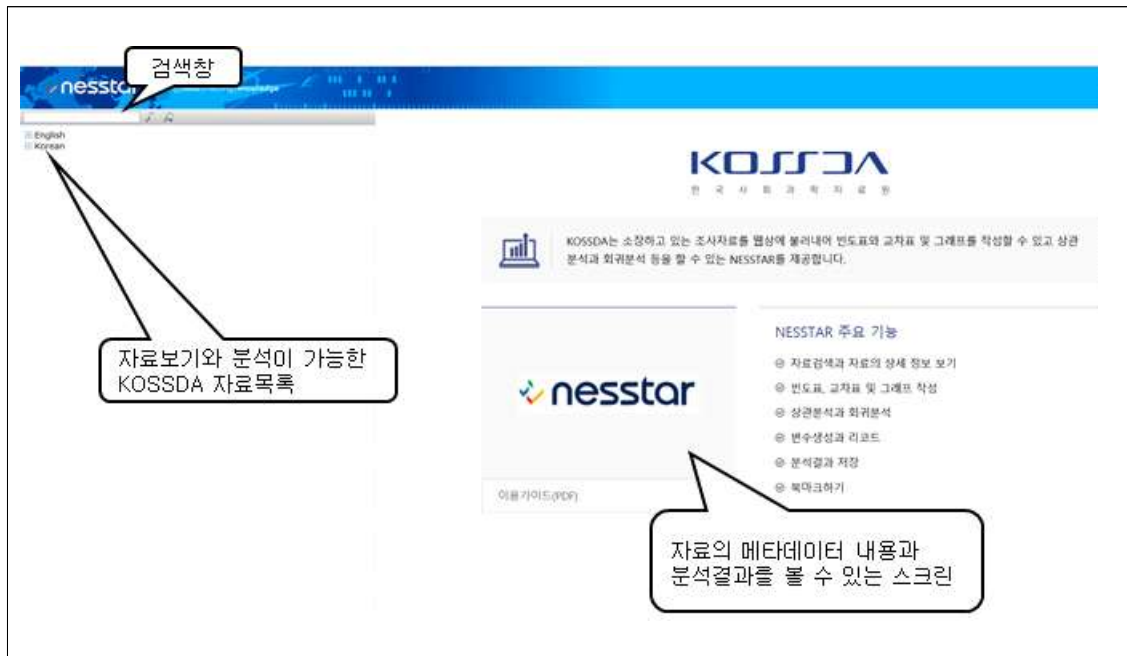 검색창
nesstar
English
Korean
KOSSDA
한국사회과학자료원
KOSSDA는 소장하고 있는 조사자료를 웹상에 불러내어 빈도표와 교차표 및 그래프를 작성할 수 있고 상관
분석과 회귀분석 등을 할 수 있는 NESSTAR를 제공합니다.
자료보기와 분석이 가능한
KOSSDA 자료목록
nesstar
이용가이드(PDF)
NESSTAR 주요 기능
자료검색과 자료의 상세 정보 보기
빈도표, 교차표 및 그래프 작성
상관분석과 회귀분석
변수생성과 리코드
분석결과 저장
북마크하기
자료의 메타데이터 내용과
분석결과를 볼 수 있는 스크린